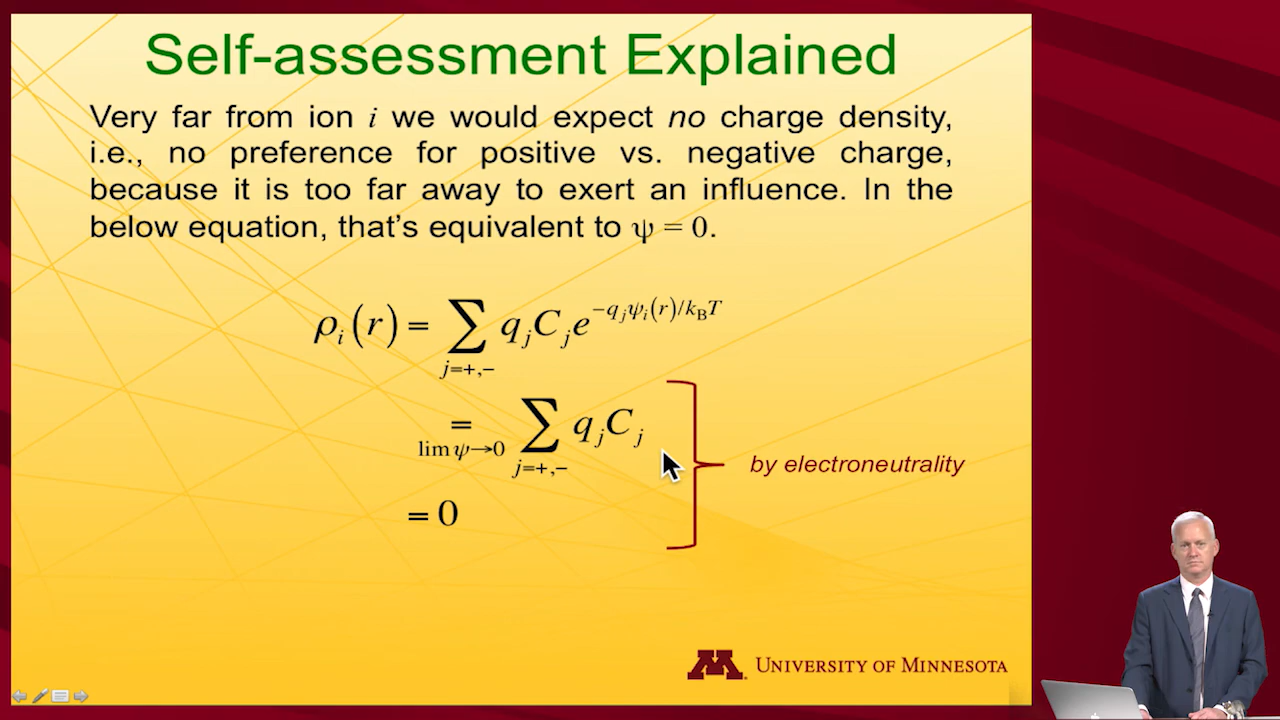 Self-assessment Explained
Very far from ion i we would expect no charge density,
i.e., no preference for positive vs. negative charge,
because it is too far away to exert an influence. In the
below equation, that's equivalent to ψ = 0.
ρᵢ(r) = ∑ qⱼCⱼe^(−qⱼψᵢ(r)/k_BT)
j=+,−
= ∑ qⱼCⱼ
lim ψ→0 j=+,−
by electroneutrality
= 0
M UNIVERSITY OF MINNESOTA